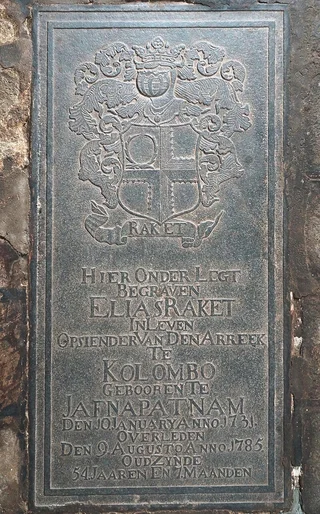 RAKET
HIER ONDER LEGT
BEGRAVEN
ELIAS RAKET
IN LEVEN
OPSIENDER VAN DEN ARREEK
TE
KOLOMBO
GEBOOREN TE
JAFNAPATNAM
DEN 10 JANUARY ANNO 1731.
OVERLEDEN
DEN 9 AUGUSTO ANNO 1785.
OUD ZYNDE
54 JAAREN EN 7 MAANDEN